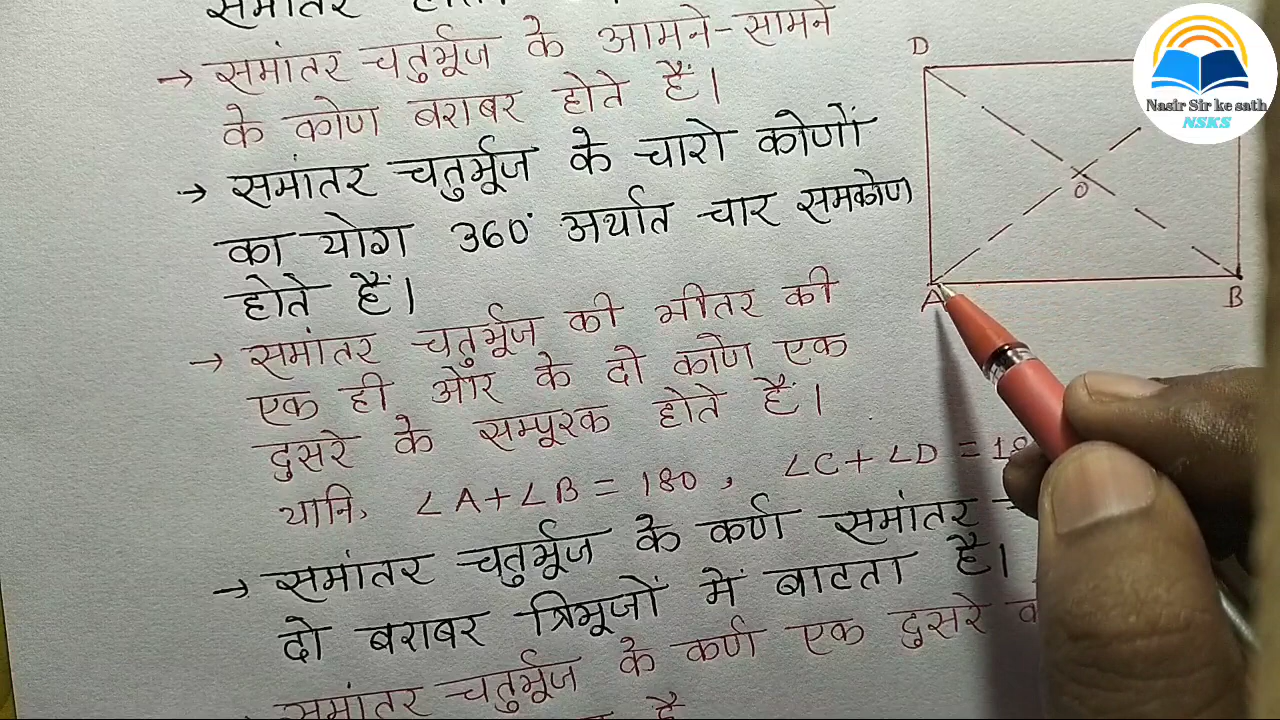 समांतर
→ समांतर चतुर्भूज के आमने-सामने
के कोण बराबर होते हैं।
→ समांतर चतुर्भूज के चारो कोणों
का योग 360° अर्थात चार समकोण
होते हैं।
→ समांतर चतुर्भूज की भीतर की
एक ही ओर के दो कोण एक
दुसरे के सम्पूरक होते हैं।
यानि, ∠A+∠B = 180, ∠C+∠D = 18
→ समांतर चतुर्भूज के कर्ण समांतर
दो बराबर त्रिभूजों में बाटता है।
समांतर चतुर्भूज के कर्ण एक दुसरे
है
D
O
A
B
Nasir Sir ke sath
NSKS